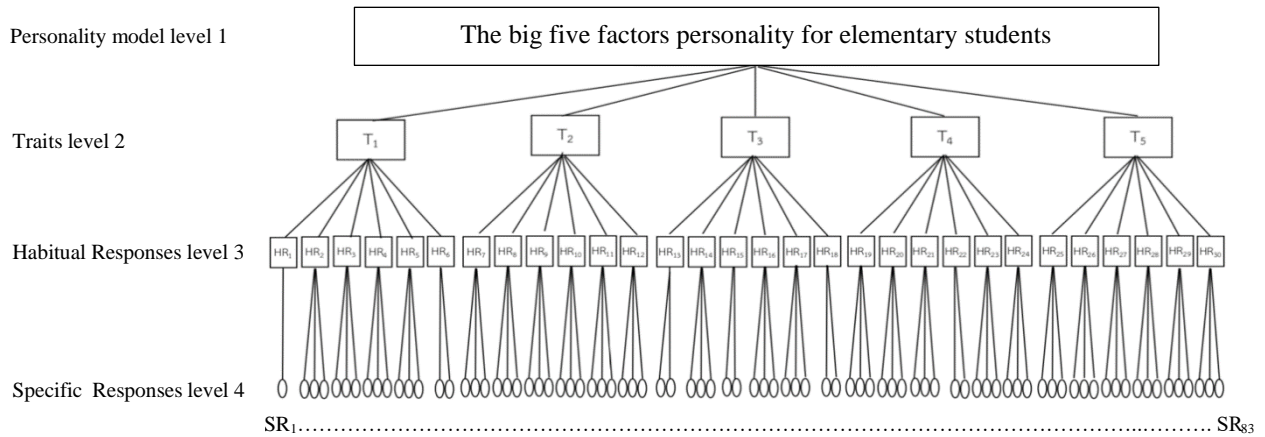 Personality model level 1
The big five factors personality for elementary students
Traits level 2
T1 T2 T3 T4 T5
Habitual Responses level 3
HR1 HR2 HR3 HR4 HR5 HR6 HR7 HR8 HR9 HR10 HR11 HR12 HR13 HR14 HR15 HR16 HR17 HR18 HR19 HR20 HR21 HR22 HR23 HR24 HR25 HR26 HR27 HR28 HR29 HR30
Specific Responses level 4
SR1……………………………………………………………………………………………...……… SR83